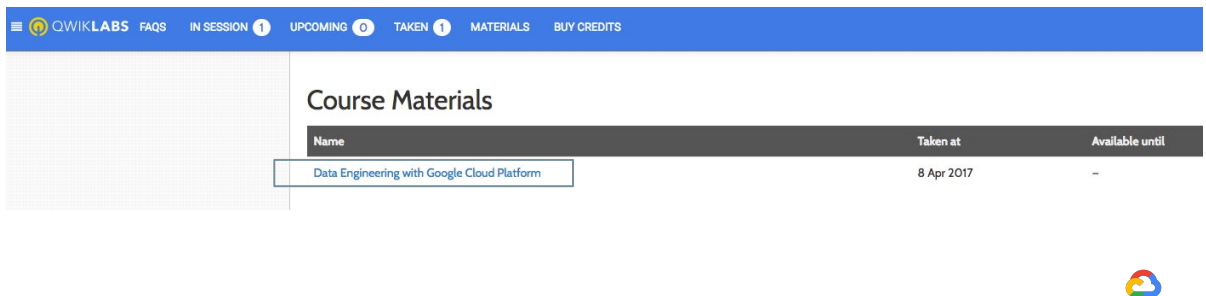 QWIKLABS FAQS IN SESSION 1 UPCOMING 0 TAKEN 1 MATERIALS BUY CREDITS
Course Materials
Name Taken at Available until
Data Engineering with Google Cloud Platform 8 Apr 2017 –